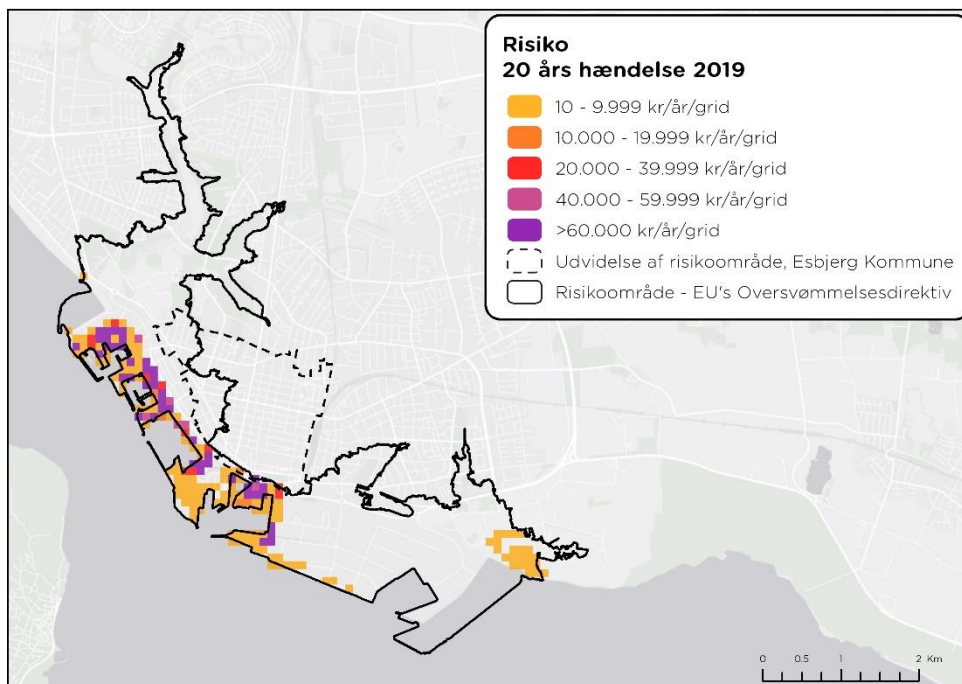 Risiko
20 års hændelse 2019
10 - 9.999 kr/år/grid
10.000 - 19.999 kr/år/grid
20.000 - 39.999 kr/år/grid
40.000 - 59.999 kr/år/grid
>60.000 kr/år/grid
Udvidelse af risikoområde, Esbjerg Kommune
Risikoområde - EU's Oversvømmelsesdirektiv
0 0.5 1 2 Km